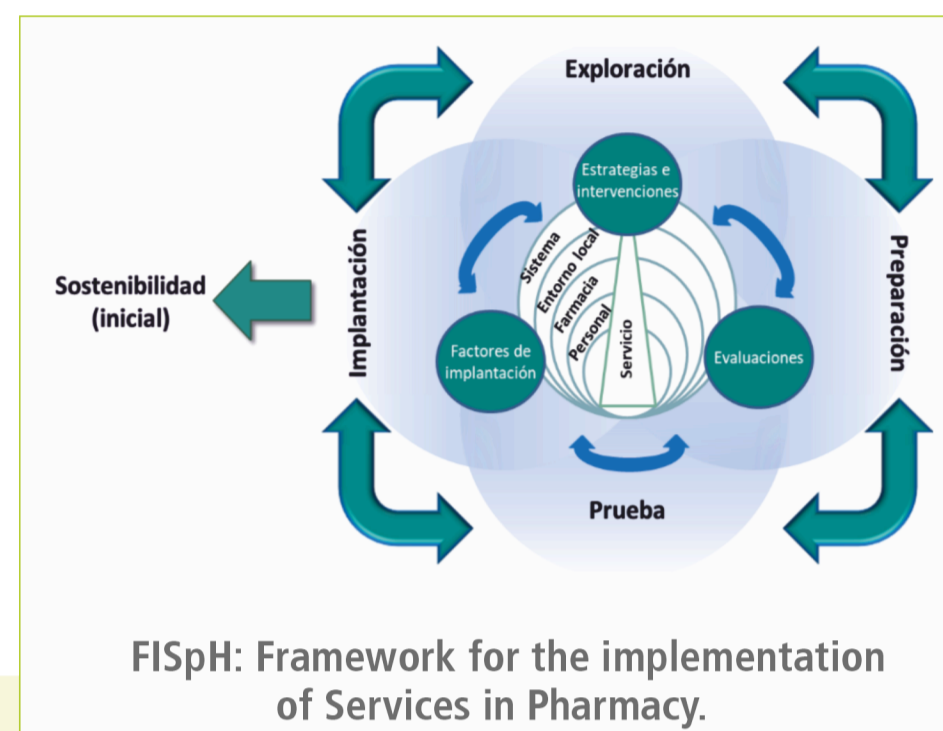 Exploración
Estrategias e
intervenciones
Sistema
Entorno local
Farmacia
Personal
Servicio
Sostenibilidad
(inicial)
Implantación
Preparación
Factores de
implantación
Evaluaciones
Prueba
FISpH: Framework for the implementation
of Services in Pharmacy.